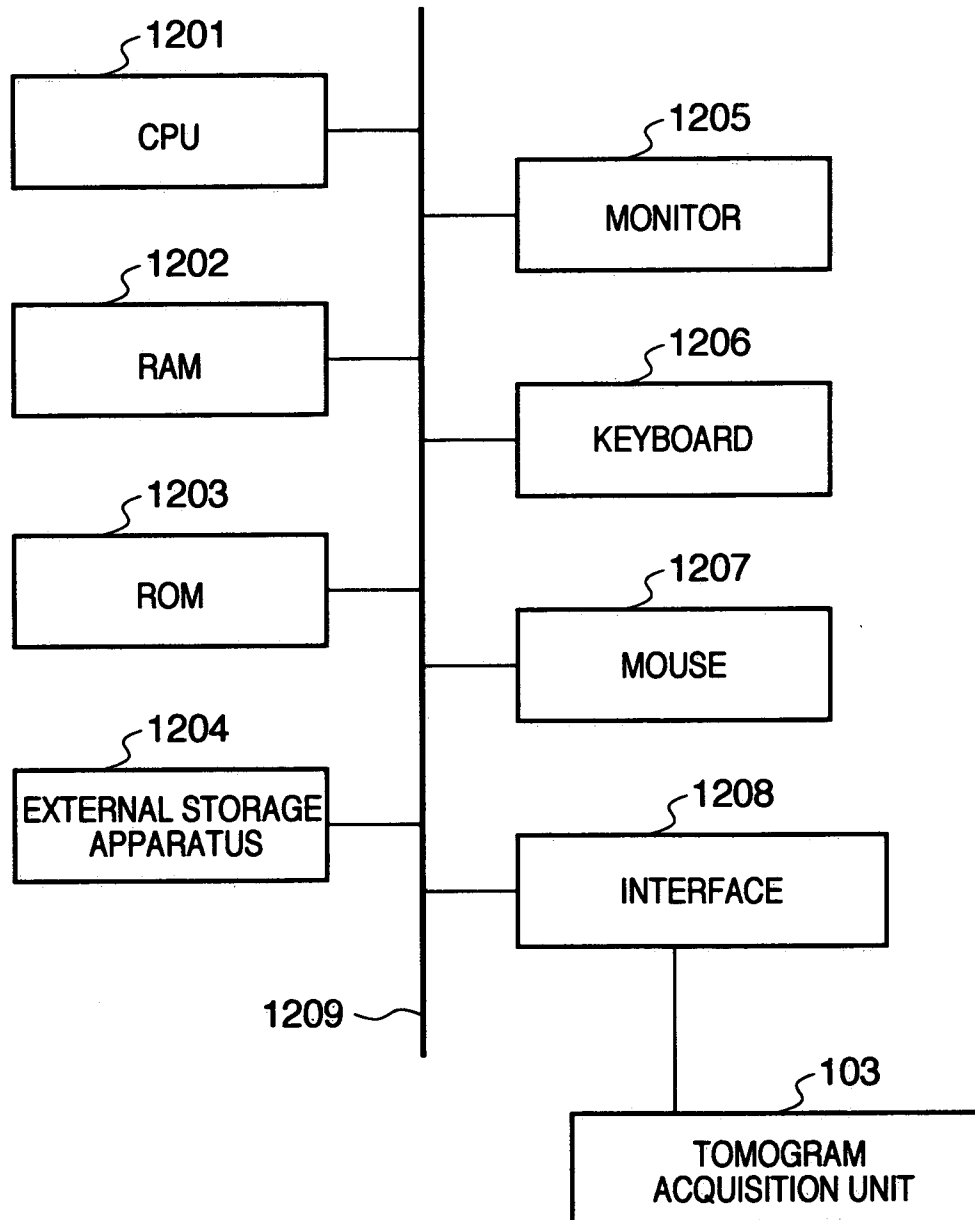 1201
CPU
1202
RAM
1203
ROM
1204
EXTERNAL STORAGE
APPARATUS
1205
MONITOR
1206
KEYBOARD
1207
MOUSE
1208
INTERFACE
1209
103
TOMOGRAM
ACQUISITION UNIT